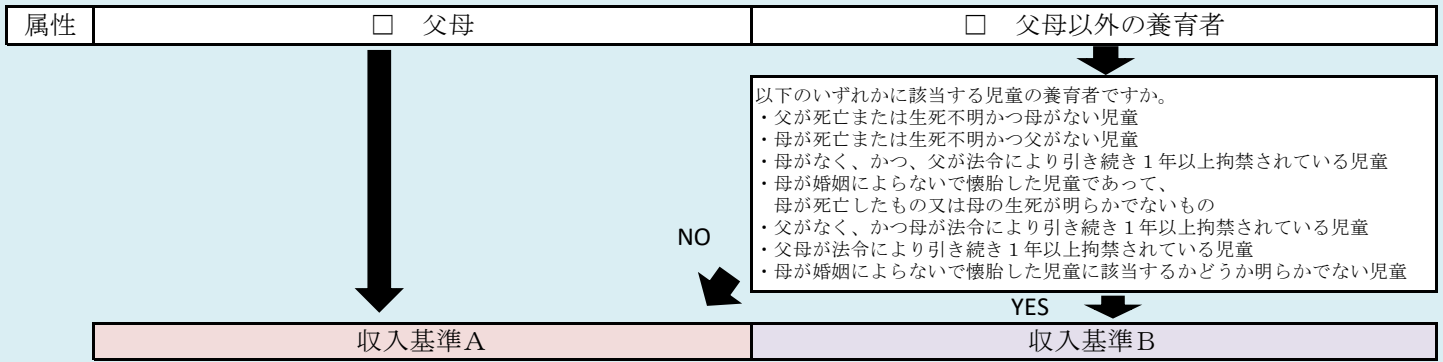 属性 □ 父母 □ 父母以外の養育者
以下のいずれかに該当する児童の養育者ですか。
・父が死亡または生死不明かつ母がない児童
・母が死亡または生死不明かつ父がない児童
・母がなく、かつ、父が法令により引き続き１年以上拘禁されている児童
・母が婚姻によらないで懐胎した児童であって、
母が死亡したもの又は母の生死が明らかでないもの
・父がなく、かつ母が法令により引き続き１年以上拘禁されている児童
・父母が法令により引き続き１年以上拘禁されている児童
・母が婚姻によらないで懐胎した児童に該当するかどうか明らかでない児童
NO
YES
収入基準Ａ 収入基準Ｂ